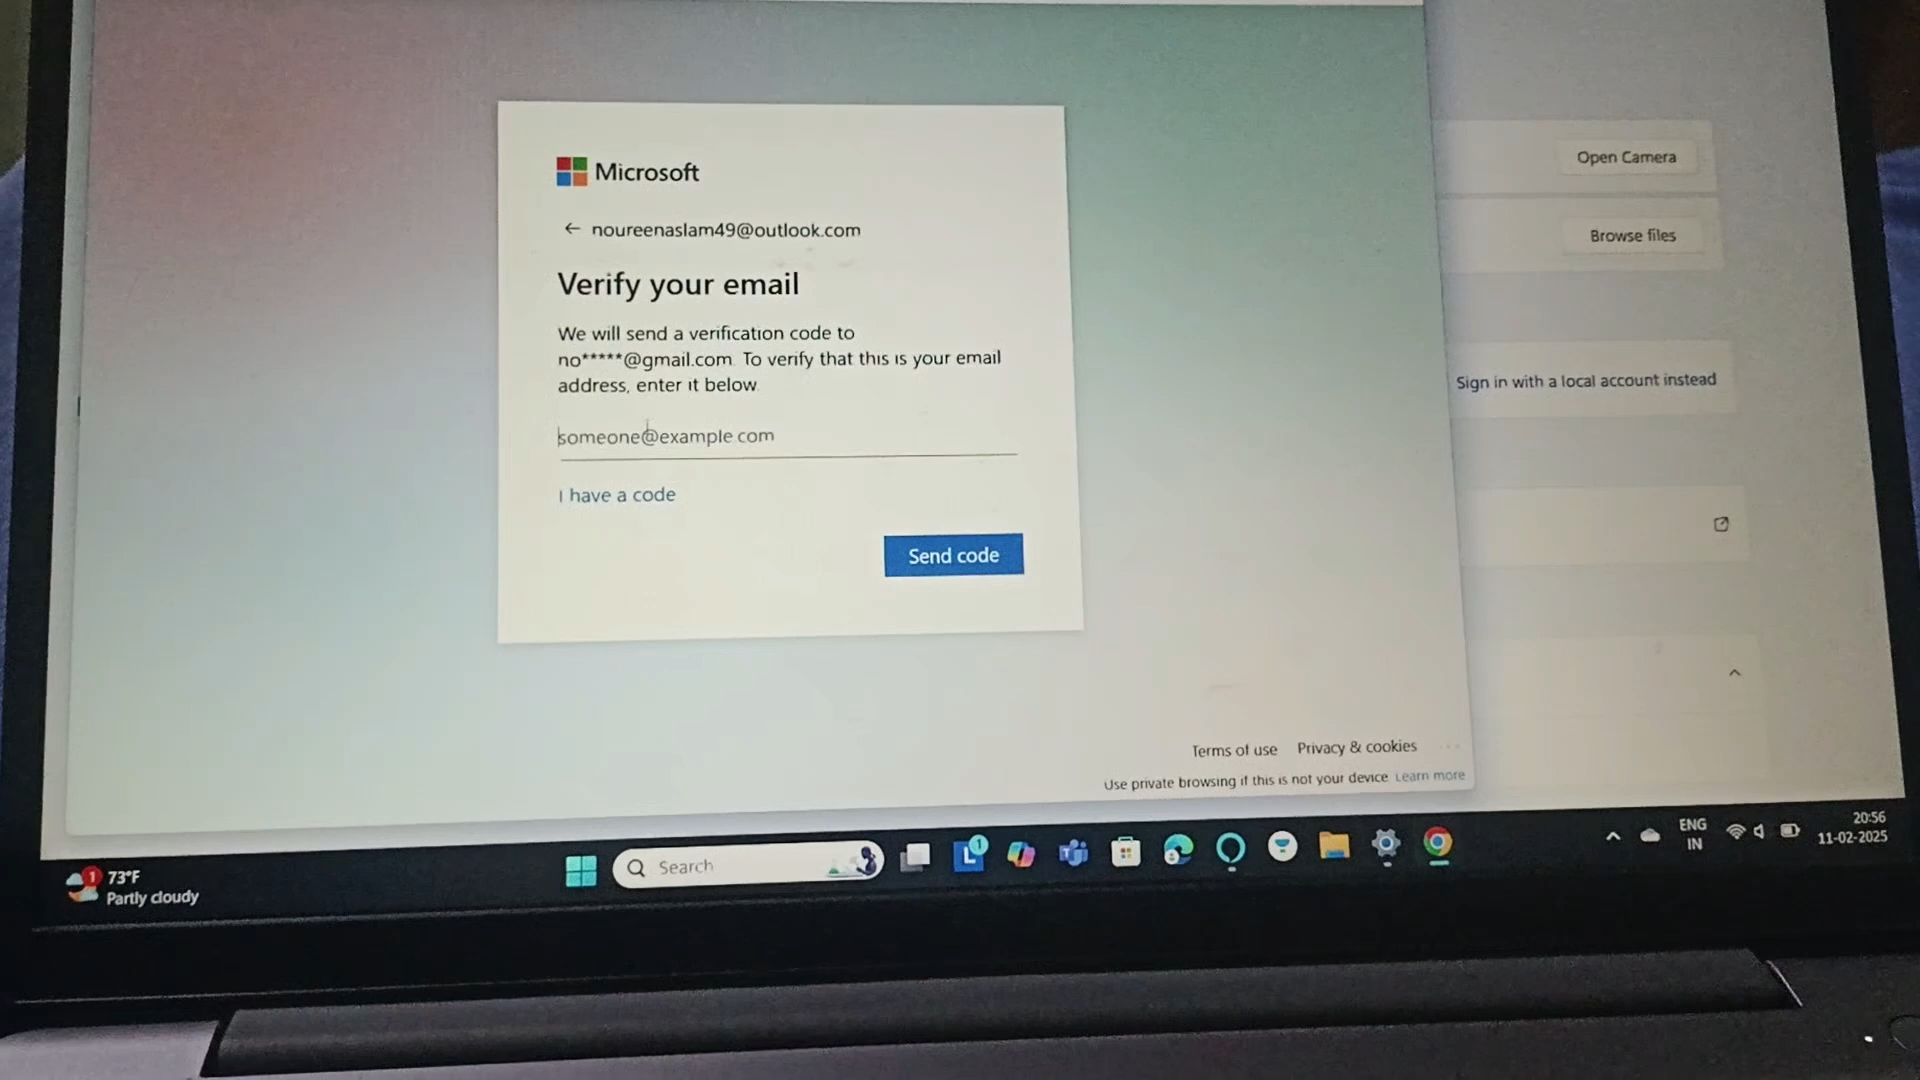 Microsoft
← noureenaslam49@outlook.com
Verify your email
We will send a verification code to
no*****@gmail.com. To verify that this is your email
address, enter it below.
someone@example.com
I have a code
Send code
Open Camera
Browse files
Sign in with a local account instead
Terms of use Privacy & cookies
Use private browsing if this is not your device Learn more
1
73°F
Partly cloudy
Search
L
1
T
ENG
IN
20:56
11-02-2025